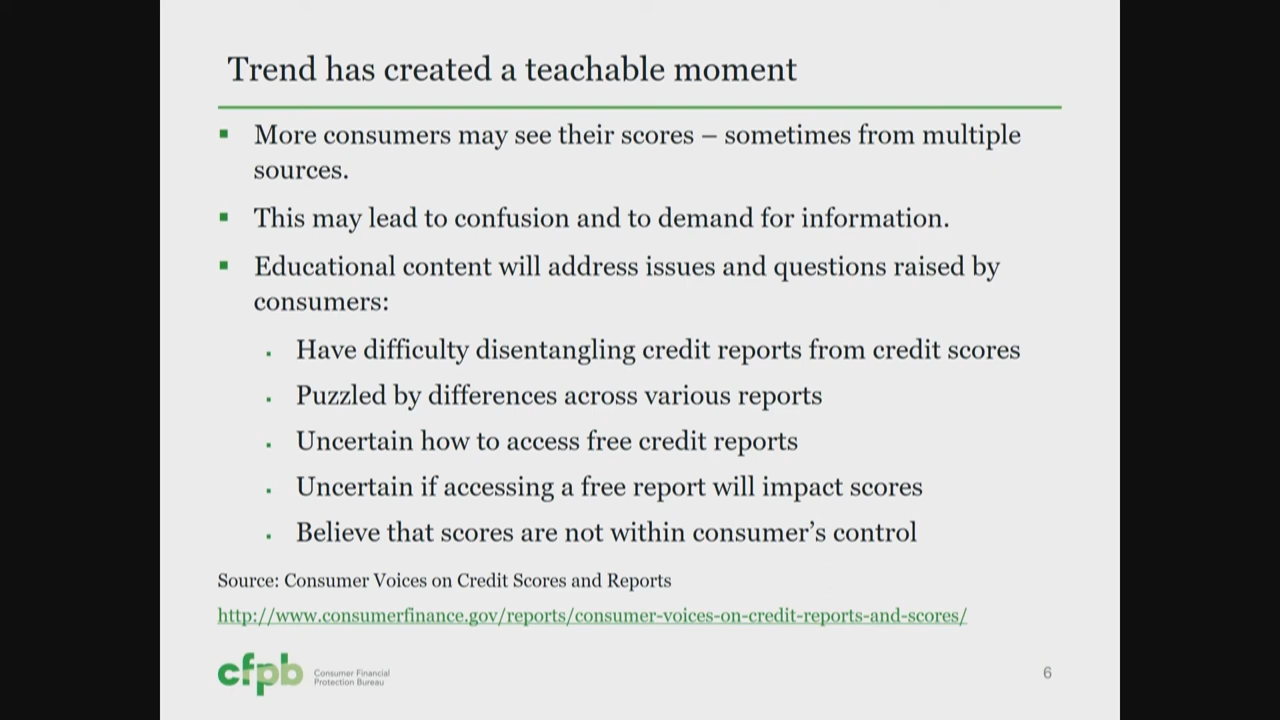 Trend has created a teachable moment
▪ More consumers may see their scores – sometimes from multiple
sources.
▪ This may lead to confusion and to demand for information.
▪ Educational content will address issues and questions raised by
consumers:
▪ Have difficulty disentangling credit reports from credit scores
▪ Puzzled by differences across various reports
▪ Uncertain how to access free credit reports
▪ Uncertain if accessing a free report will impact scores
▪ Believe that scores are not within consumer’s control
Source: Consumer Voices on Credit Scores and Reports
http://www.consumerfinance.gov/reports/consumer-voices-on-credit-reports-and-scores/
cfpb
Consumer Financial
Protection Bureau
6